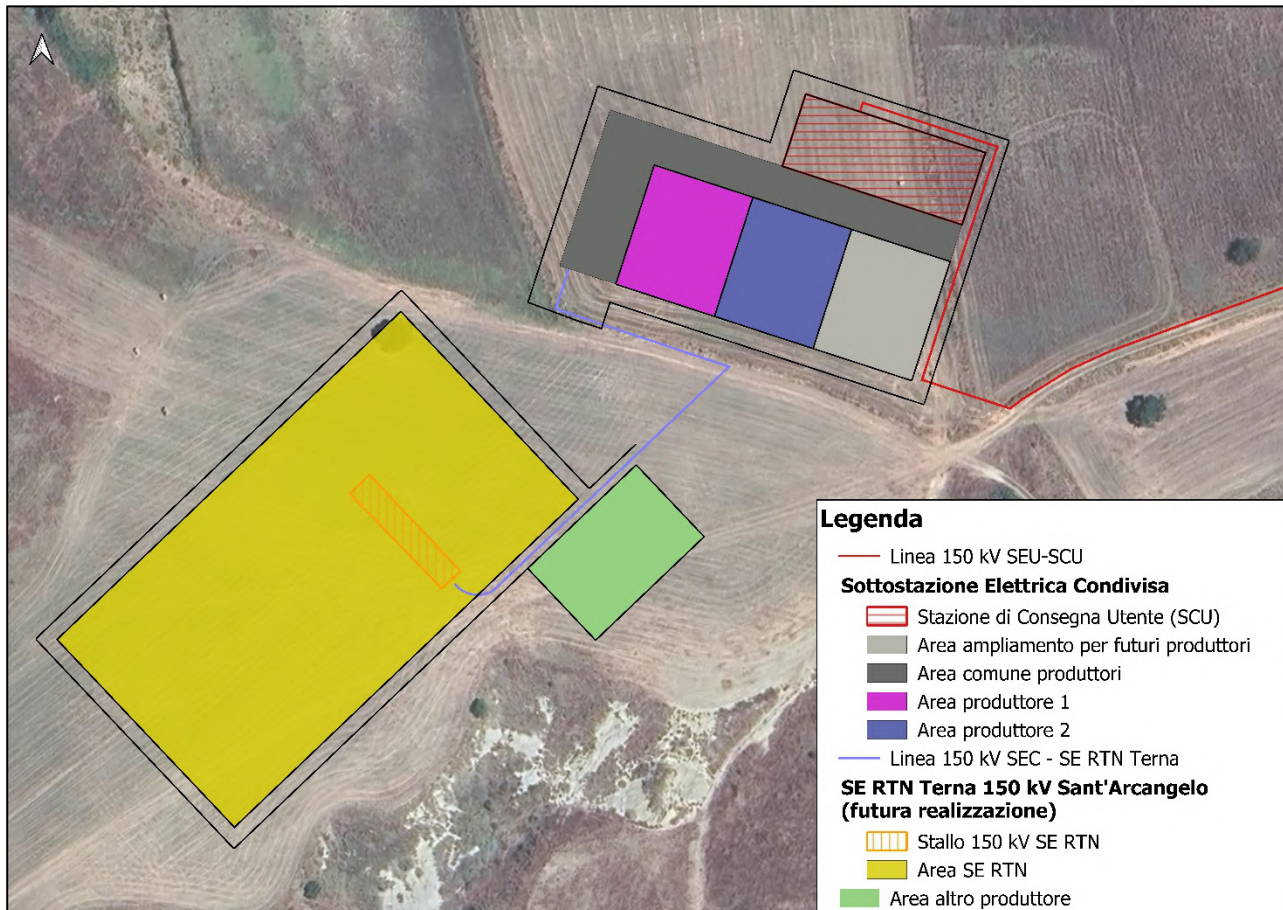 Legenda
Linea 150 kV SEU-SCU
Sottostazione Elettrica Condivisa
Stazione di Consegna Utente (SCU)
Area ampliamento per futuri produttori
Area comune produttori
Area produttore 1
Area produttore 2
Linea 150 kV SEC - SE RTN Terna
SE RTN Terna 150 kV Sant'Arcangelo
(futura realizzazione)
Stallo 150 kV SE RTN
Area SE RTN
Area altro produttore